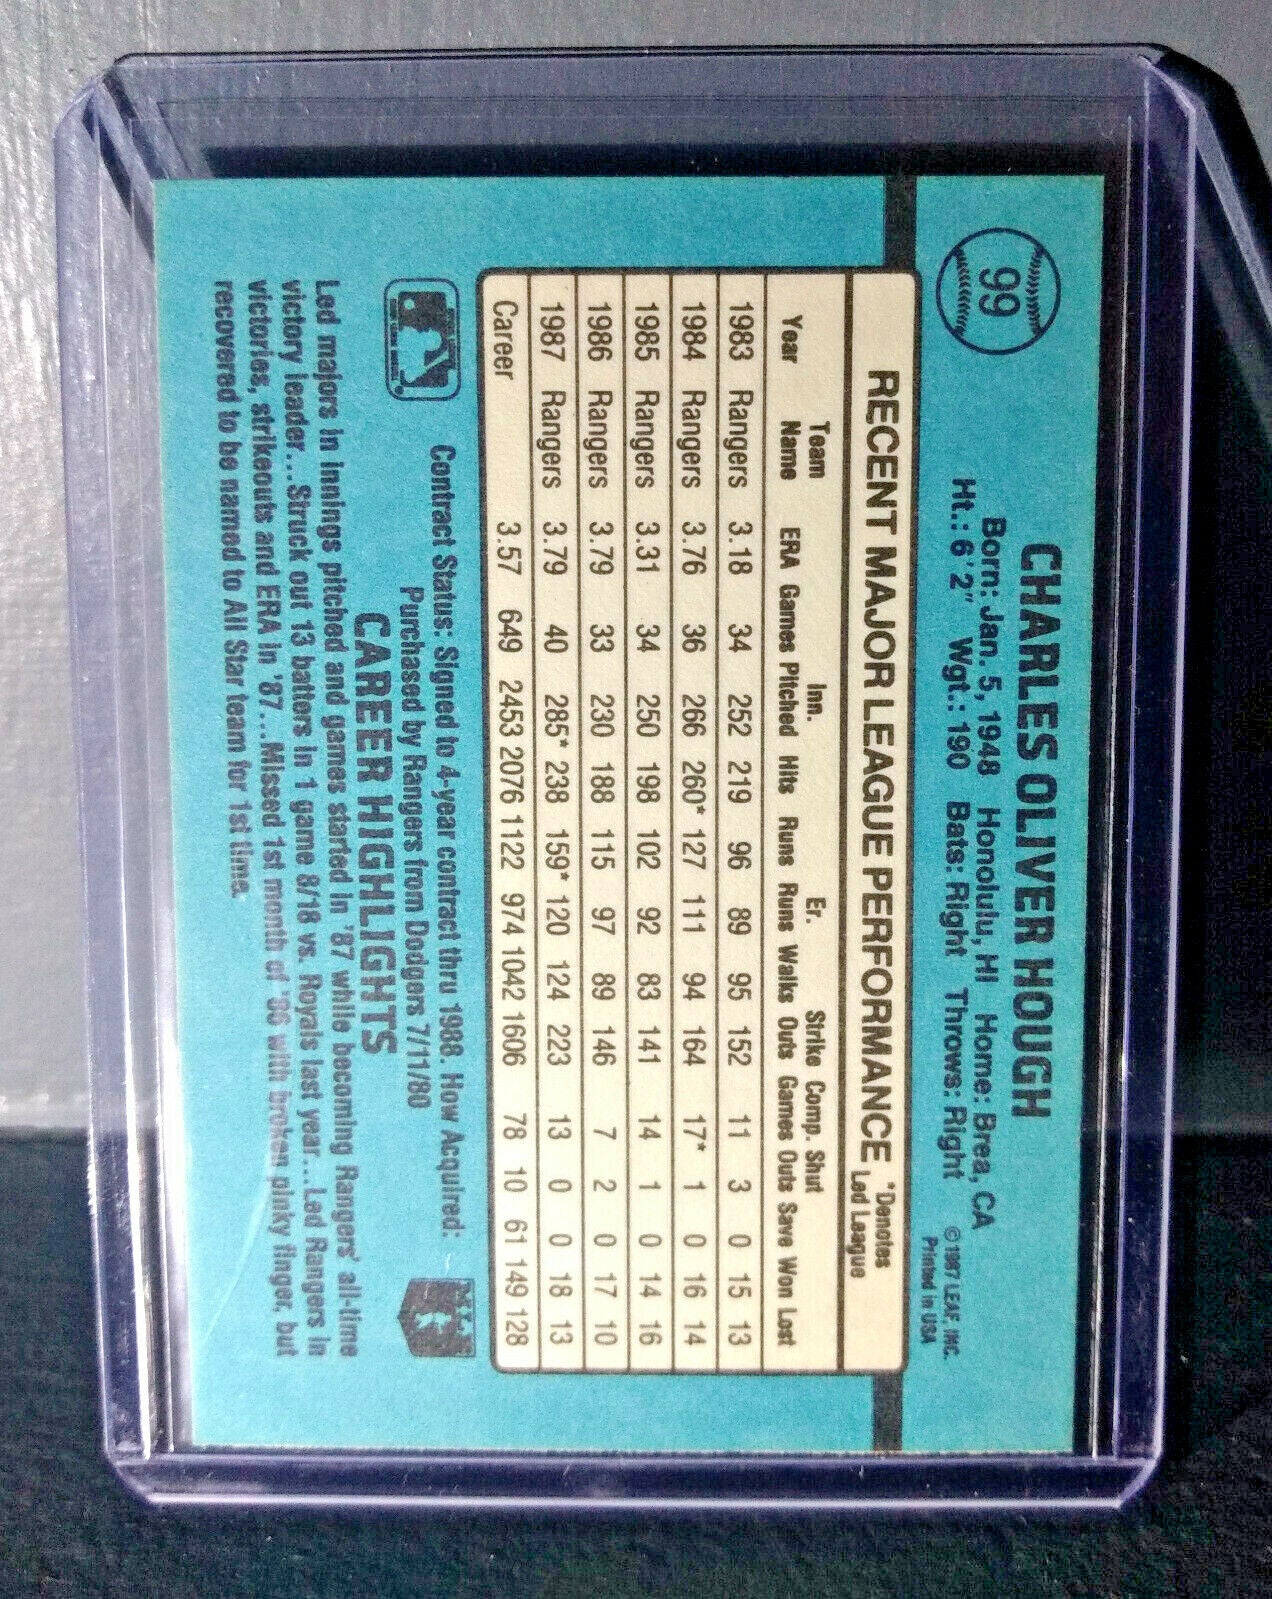 99
CHARLES OLIVER HOUGH
Born: Jan. 5, 1948 Honolulu, HI Home: Brea, CA
Ht.: 6'2" Wgt.: 190 Bats: Right Throws: Right
©1987 LEAF, INC.
Printed in USA
RECENT MAJOR LEAGUE PERFORMANCE *Denotes Led League
Year Team Name ERA Games Inn. Pitched Hits Runs Er. Runs Walks Strike Outs Comp. Games Shut Outs Save Won Lost
1983 Rangers 3.18 34 252 219 96 89 95 152 11 3 0 15 13
1984 Rangers 3.76 36 266 260* 127 111 94 164 17* 1 0 16 14
1985 Rangers 3.31 34 250 198 102 92 83 141 14 1 0 14 16
1986 Rangers 3.79 33 230 188 115 97 89 146 7 2 0 17 10
1987 Rangers 3.79 40 285* 238 159* 120 124 223 13 0 0 18 13
Career 3.57 649 2453 2076 1122 974 1042 1606 78 10 61 149 128
Contract Status: Signed to 4-year contract thru 1988. How Acquired:
Purchased by Rangers from Dodgers 7/11/80
CAREER HIGHLIGHTS
Led majors in innings pitched and games started in '87 while becoming Rangers' all-time
victory leader...Struck out 13 batters in 1 game 8/18 vs. Royals last year...Led Rangers in
victories, strikeouts and ERA in '87...Missed 1st month of '86 with broken pinky finger, but
recovered to be named to All Star team for 1st time.